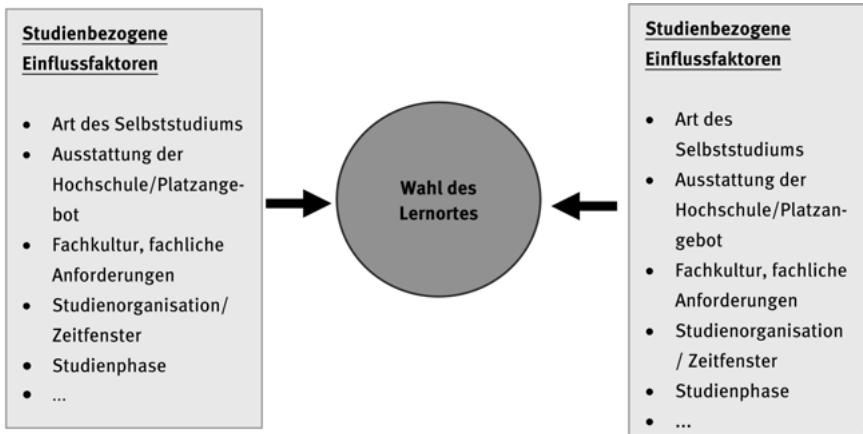 Studienbezogene
Einflussfaktoren
• Art des Selbststudiums
• Ausstattung der
Hochschule/Platzange-
bot
• Fachkultur, fachliche
Anforderungen
• Studienorganisation/
Zeitfenster
• Studienphase
• ...
Wahl des
Lernortes
Studienbezogene
Einflussfaktoren
• Art des
Selbststudiums
• Ausstattung der
Hochschule/Platzan-
gebot
• Fachkultur, fachliche
Anforderungen
• Studienorganisation
/ Zeitfenster
• Studienphase
• ...